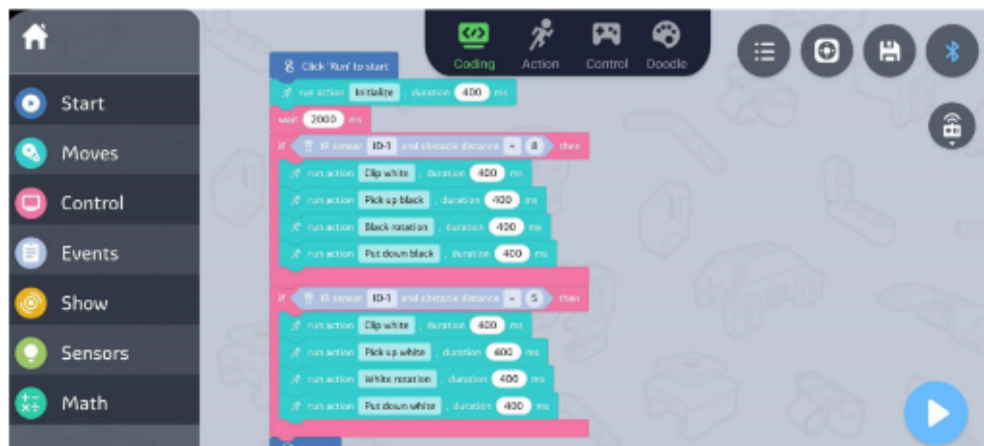 Coding
Action
Control
Doodle
Start
Moves
Control
Events
Show
Sensors
Math
Click 'Run' to start
run action Initialize , duration 400 ms
wait 2000 ms
if IR sensor ID-1 and obstacle distance = 8 then
run action Clip white , duration 400 ms
run action Pick up black , duration 400 ms
run action Black rotation , duration 400 ms
run action Put down black , duration 400 ms
if IR sensor ID-1 and obstacle distance = 5 then
run action Clip white , duration 400 ms
run action Pick up white , duration 400 ms
run action White rotation , duration 400 ms
run action Put down white , duration 400 ms